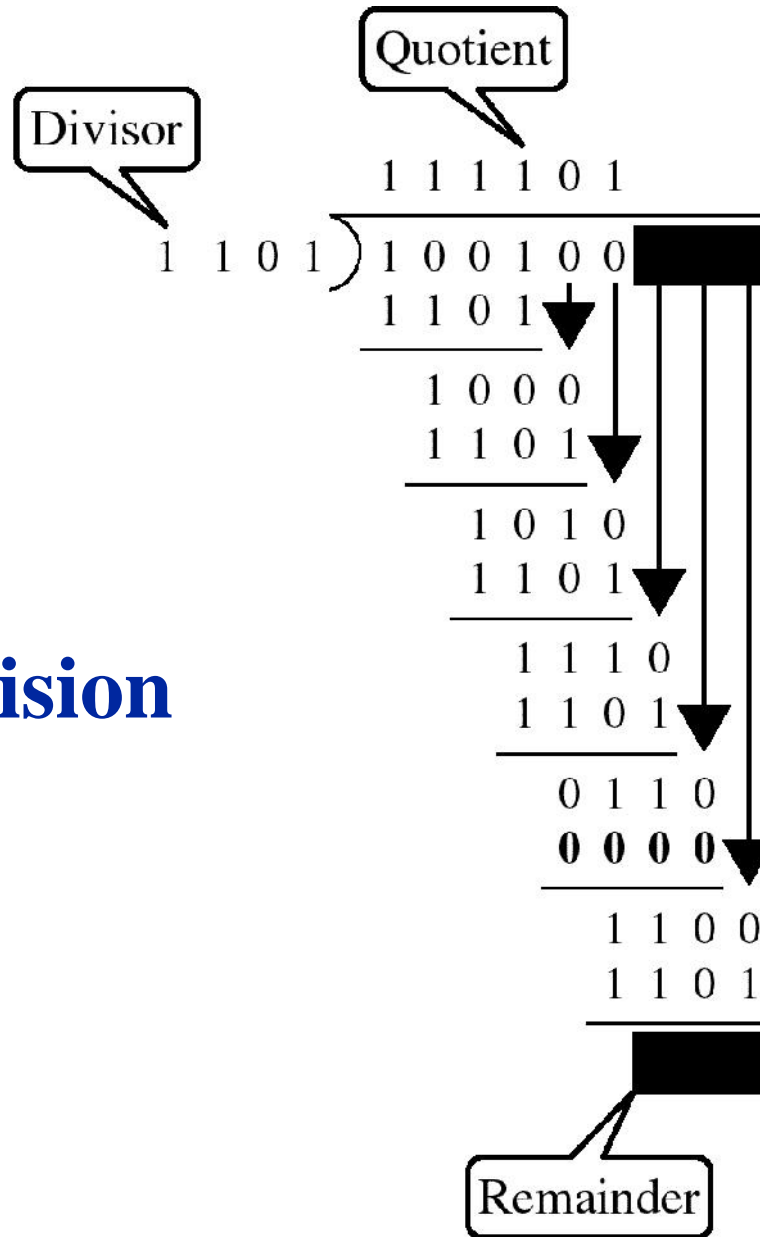 Quotient
Divisor
1 1 1 1 0 1
1 1 0 1 ) 1 0 0 1 0 0
1 1 0 1
1 0 0 0
1 1 0 1
1 0 1 0
1 1 0 1
ision
1 1 1 0
1 1 0 1
0 1 1 0
0 0 0 0
1 1 0 0
1 1 0 1
Remainder